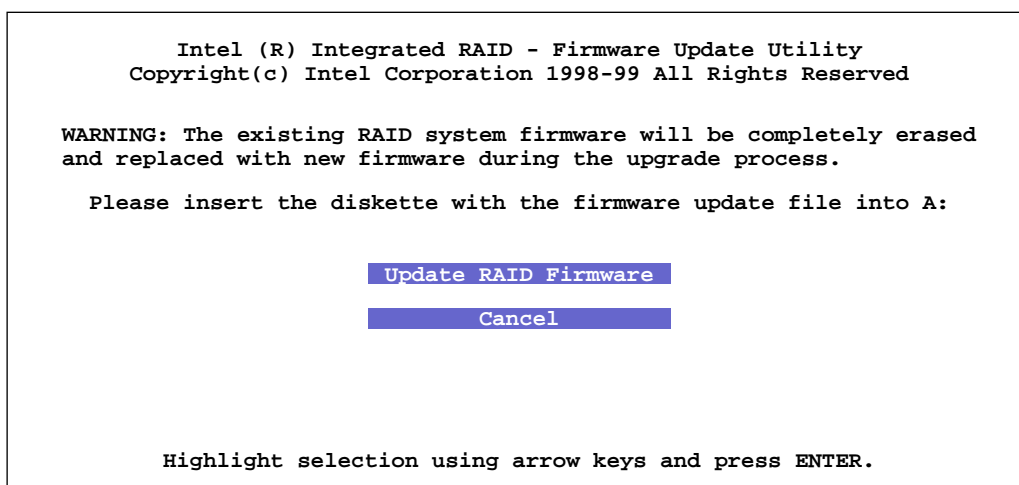 Intel (R) Integrated RAID - Firmware Update Utility
Copyright(c) Intel Corporation 1998-99 All Rights Reserved
WARNING: The existing RAID system firmware will be completely erased
and replaced with new firmware during the upgrade process.
Please insert the diskette with the firmware update file into A:
Update RAID Firmware
Cancel
Highlight selection using arrow keys and press ENTER.